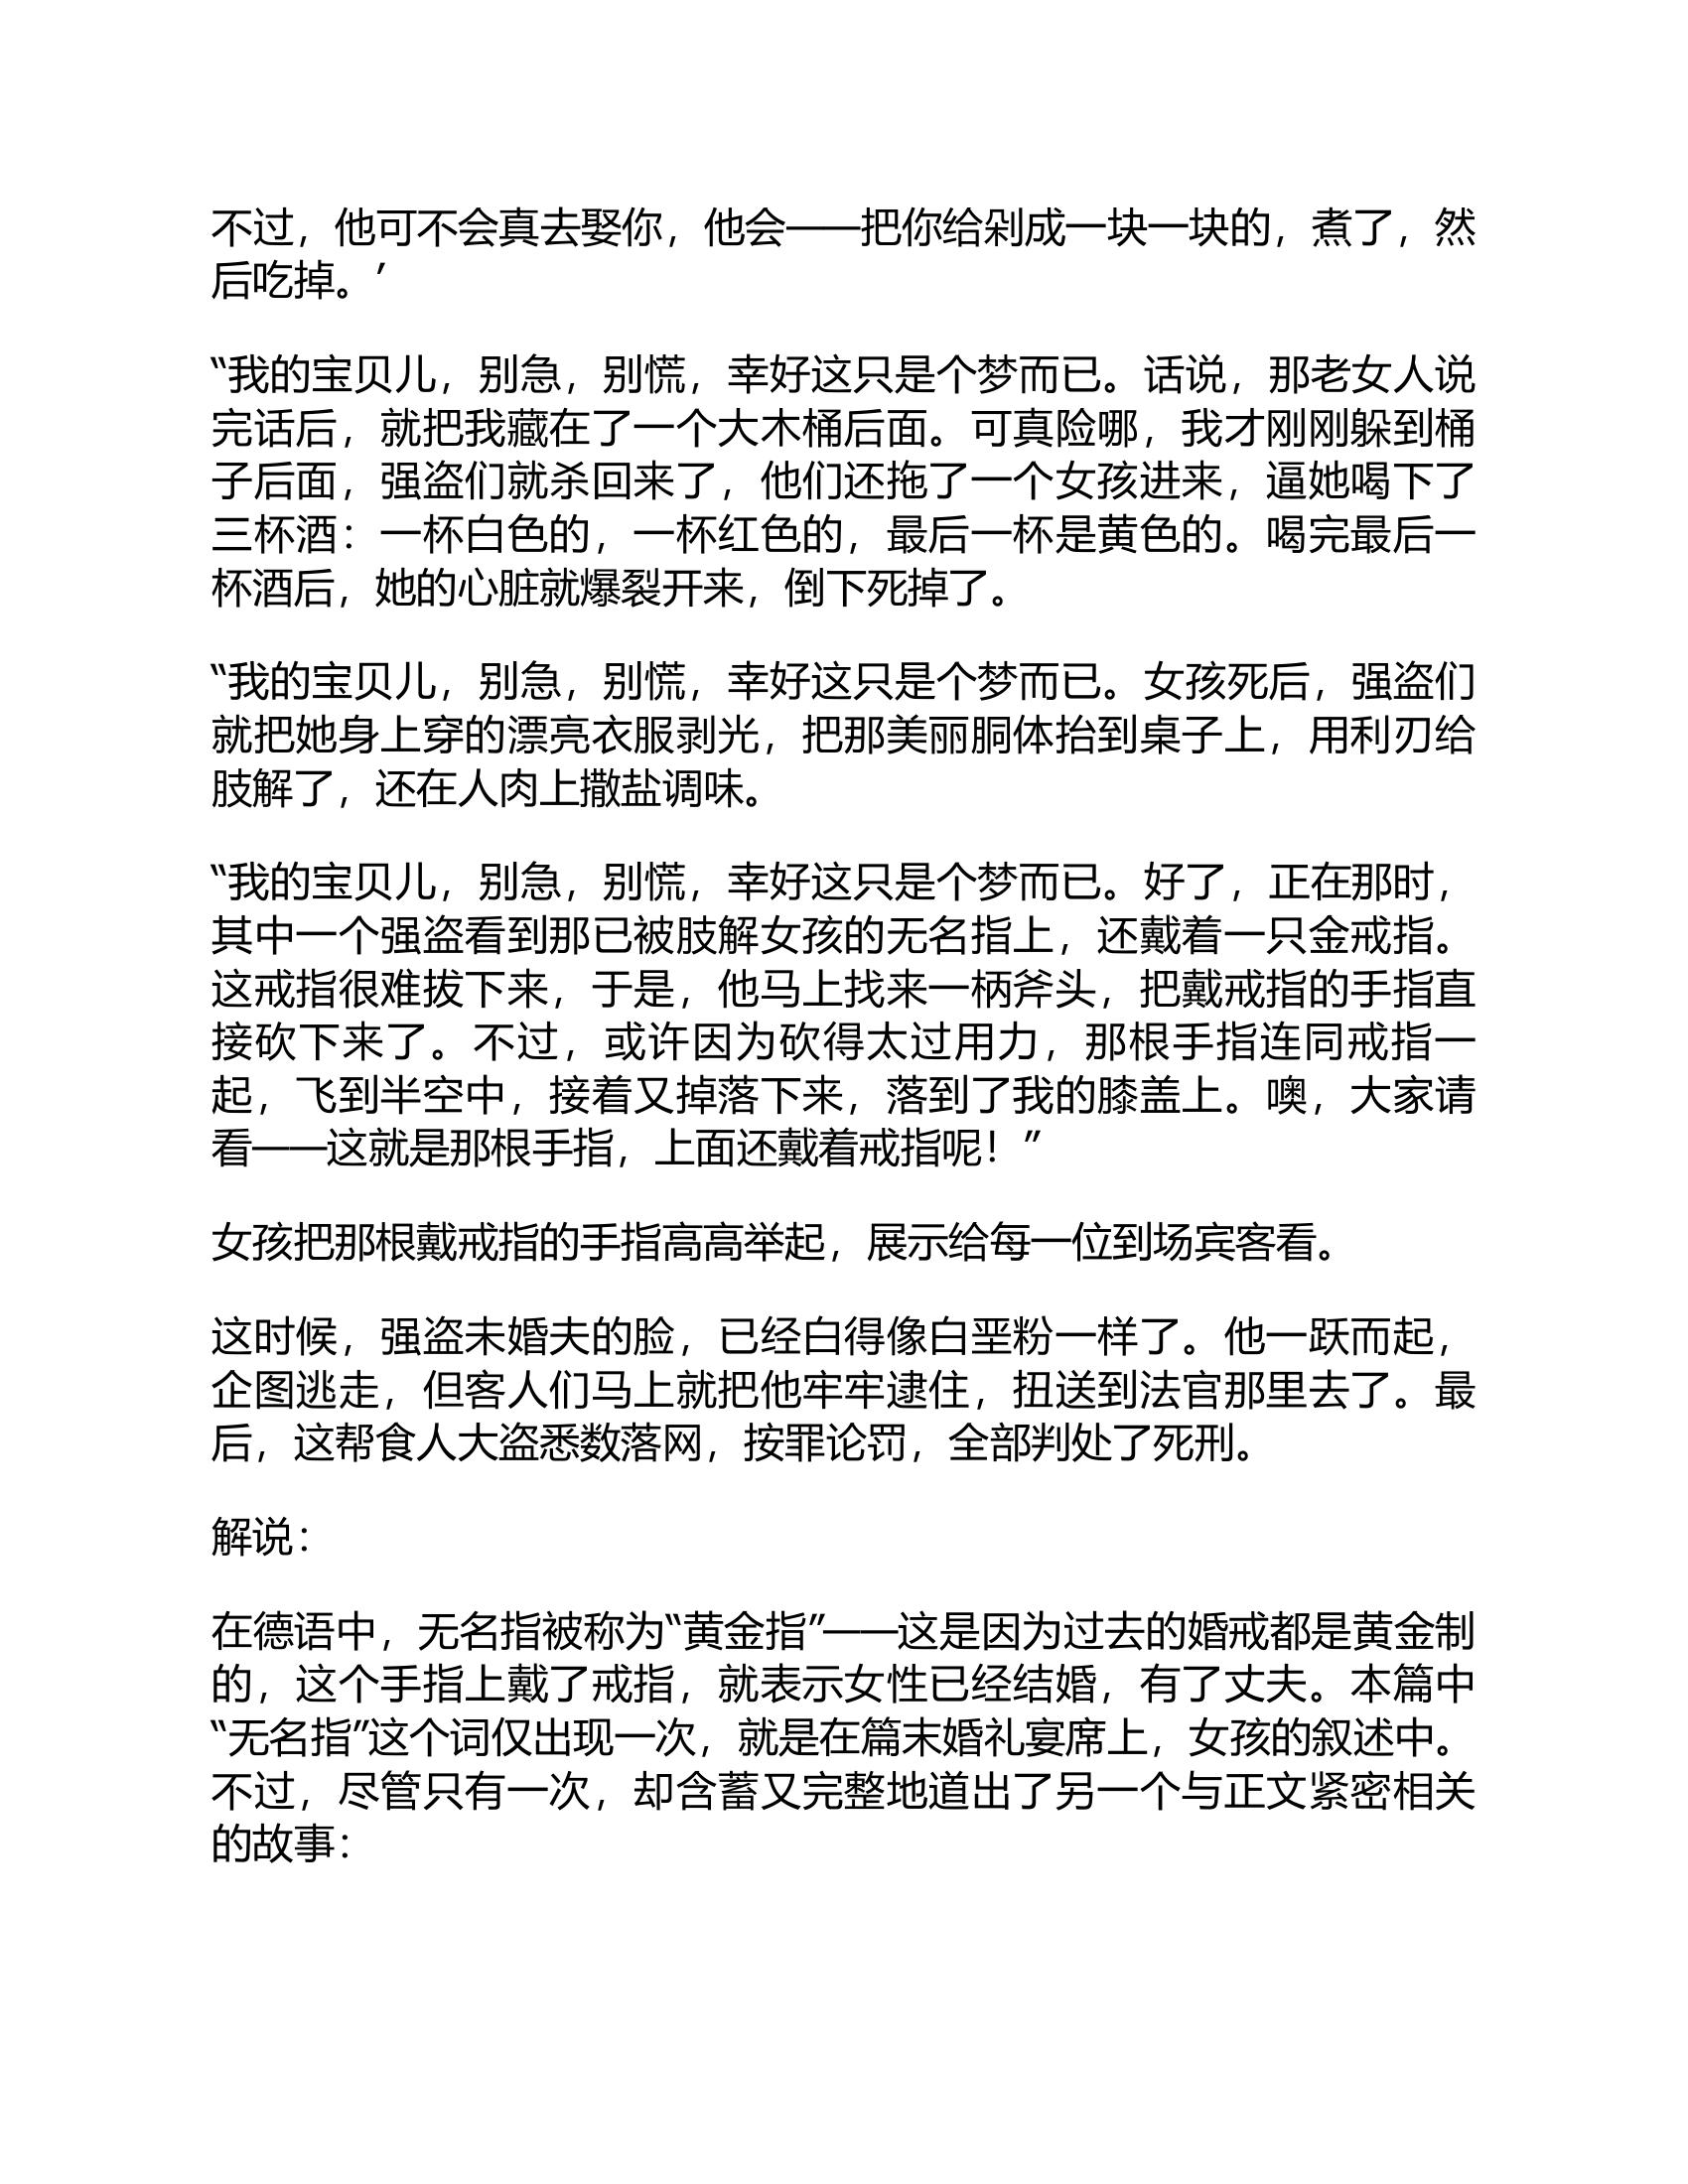 不过，他可不会真去娶你，他会——把你给剁成一块一块的，煮了，然
后吃掉。’
“我的宝贝儿，别急，别慌，幸好这只是个梦而已。话说，那老女人说
完话后，就把我藏在了一个大木桶后面。可真险哪，我才刚刚躲到桶
子后面，强盗们就杀回来了，他们还拖了一个女孩进来，逼她喝下了
三杯酒：一杯白色的，一杯红色的，最后一杯是黄色的。喝完最后一
杯酒后，她的心脏就爆裂开来，倒下死掉了。
“我的宝贝儿，别急，别慌，幸好这只是个梦而已。女孩死后，强盗们
就把她身上穿的漂亮衣服剥光，把那美丽胴体抬到桌子上，用利刃给
肢解了，还在人肉上撒盐调味。
“我的宝贝儿，别急，别慌，幸好这只是个梦而已。好了，正在那时，
其中一个强盗看到那已被肢解女孩的无名指上，还戴着一只金戒指。
这戒指很难拔下来，于是，他马上找来一柄斧头，把戴戒指的手指直
接砍下来了。不过，或许因为砍得太过用力，那根手指连同戒指一
起，飞到半空中，接着又掉落下来，落到了我的膝盖上。噢，大家请
看——这就是那根手指，上面还戴着戒指呢！”
女孩把那根戴戒指的手指高高举起，展示给每一位到场宾客看。
这时候，强盗未婚夫的脸，已经白得像白垩粉一样了。他一跃而起，
企图逃走，但客人们马上就把他牢牢逮住，扭送到法官那里去了。最
后，这帮食人大盗悉数落网，按罪论罚，全部判处了死刑。
解说：
在德语中，无名指被称为“黄金指”——这是因为过去的婚戒都是黄金制
的，这个手指上戴了戒指，就表示女性已经结婚，有了丈夫。本篇中
“无名指”这个词仅出现一次，就是在篇末婚礼宴席上，女孩的叙述中。
不过，尽管只有一次，却含蓄又完整地道出了另一个与正文紧密相关
的故事：